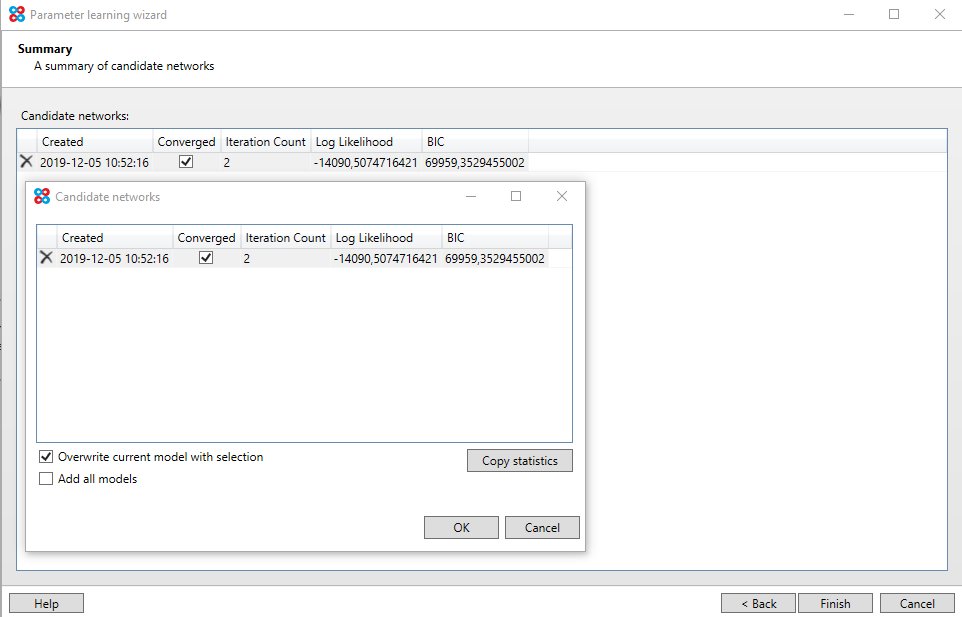 Parameter learning wizard
Summary
A summary of candidate networks
Candidate networks:
Created Converged Iteration Count Log Likelihood BIC
2019-12-05 10:52:16 2 -14090,5074716421 69959,3529455002
Candidate networks
Created Converged Iteration Count Log Likelihood BIC
2019-12-05 10:52:16 2 -14090,5074716421 69959,3529455002
Overwrite current model with selection
Copy statistics
Add all models
OK Cancel
Help < Back Finish Cancel